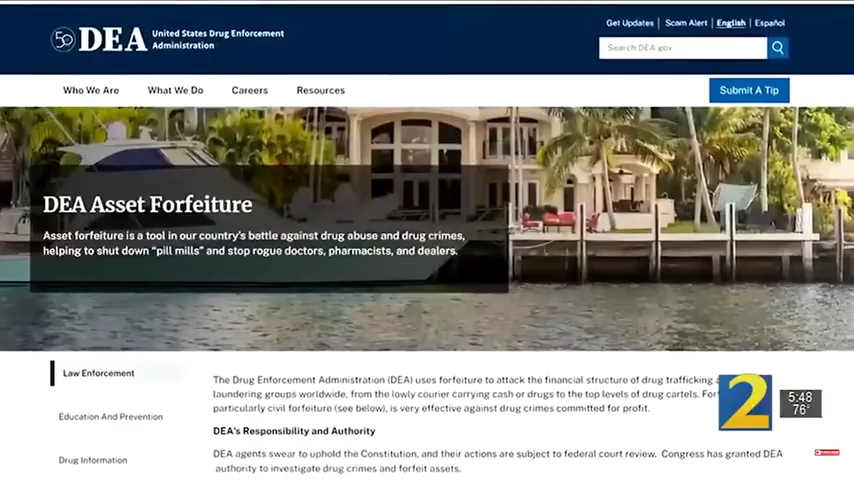 50 DEA United States Drug Enforcement
Administration
Get Updates | Scam Alert | English | Español
Search DEA.gov
Who We Are What We Do Careers Resources
Submit A Tip
DEA Asset Forfeiture
Asset forfeiture is a tool in our country's battle against drug abuse and drug crimes,
helping to shut down "pill mills" and stop rogue doctors, pharmacists, and dealers.
Law Enforcement
Education And Prevention
Drug Information
The Drug Enforcement Administration (DEA) uses forfeiture to attack the financial structure of drug trafficking
laundering groups worldwide, from the lowly courier carrying cash or drugs to the top levels of drug cartels.
particularly civil forfeiture (see below), is very effective against drug crimes committed for profit.
DEA's Responsibility and Authority
DEA agents swear to uphold the Constitution, and their actions are subject to federal court review. Congress has granted DEA
authority to investigate drug crimes and forfeit assets.
2
5:48
76°